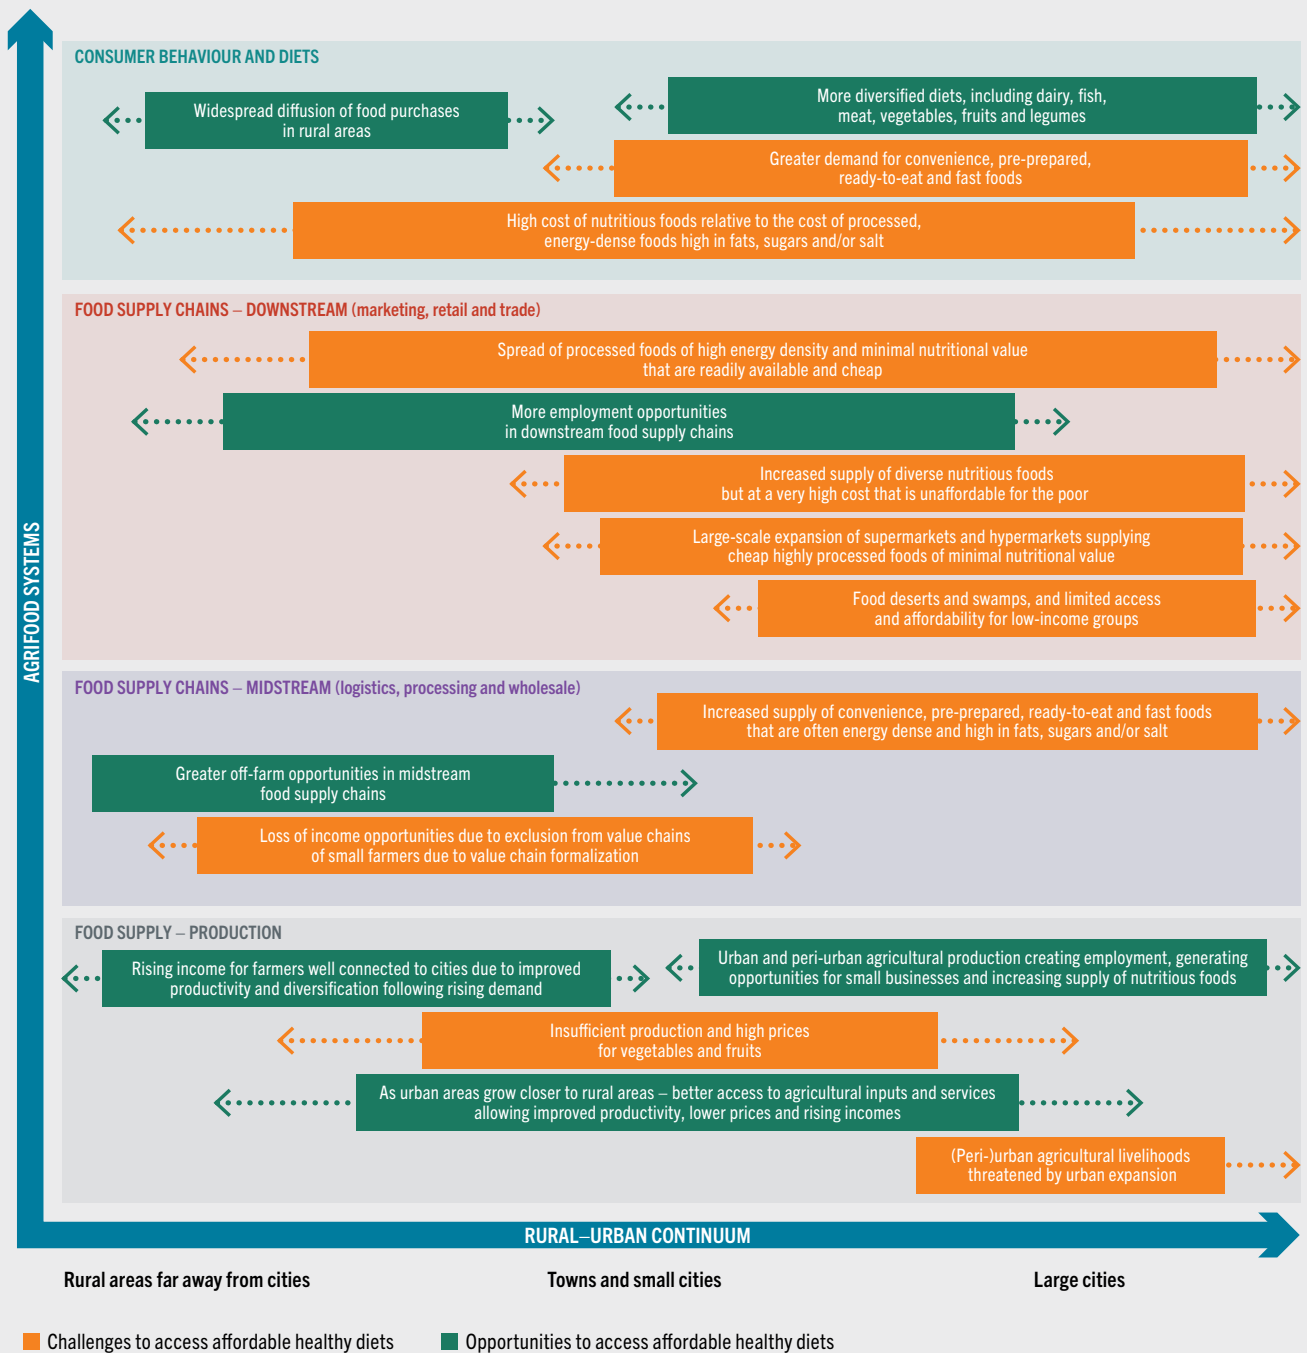 CONSUMER BEHAVIOUR AND DIETS
Widespread diffusion of food purchases
in rural areas
More diversified diets, including dairy, fish,
meat, vegetables, fruits and legumes
Greater demand for convenience, pre-prepared,
ready-to-eat and fast foods
High cost of nutritious foods relative to the cost of processed,
energy-dense foods high in fats, sugars and/or salt
FOOD SUPPLY CHAINS – DOWNSTREAM (marketing, retail and trade)
Spread of processed foods of high energy density and minimal nutritional value
that are readily available and cheap
More employment opportunities
in downstream food supply chains
Increased supply of diverse nutritious foods
but at a very high cost that is unaffordable for the poor
Large-scale expansion of supermarkets and hypermarkets supplying
cheap highly processed foods of minimal nutritional value
Food deserts and swamps, and limited access
and affordability for low-income groups
AGRIFOOD SYSTEMS
FOOD SUPPLY CHAINS – MIDSTREAM (logistics, processing and wholesale)
Increased supply of convenience, pre-prepared, ready-to-eat and fast foods
that are often energy dense and high in fats, sugars and/or salt
Greater off-farm opportunities in midstream
food supply chains
Loss of income opportunities due to exclusion from value chains
of small farmers due to value chain formalization
FOOD SUPPLY – PRODUCTION
Rising income for farmers well connected to cities due to improved
productivity and diversification following rising demand
Urban and peri-urban agricultural production creating employment, generating
opportunities for small businesses and increasing supply of nutritious foods
Insufficient production and high prices
for vegetables and fruits
As urban areas grow closer to rural areas – better access to agricultural inputs and services
allowing improved productivity, lower prices and rising incomes
(Peri-)urban agricultural livelihoods
threatened by urban expansion
RURAL–URBAN CONTINUUM
Rural areas far away from cities
Towns and small cities
Large cities
Challenges to access affordable healthy diets
Opportunities to access affordable healthy diets